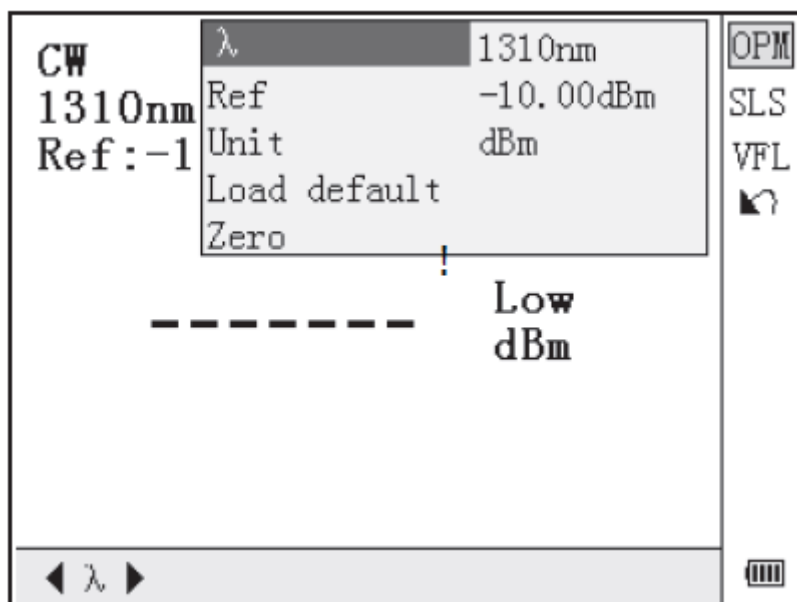 CW
1310nm
Ref:-1
λ 1310nm
Ref -10.00dBm
Unit dBm
Load default
Zero
!
-------
Low
dBm
OPM
SLS
VFL
λ